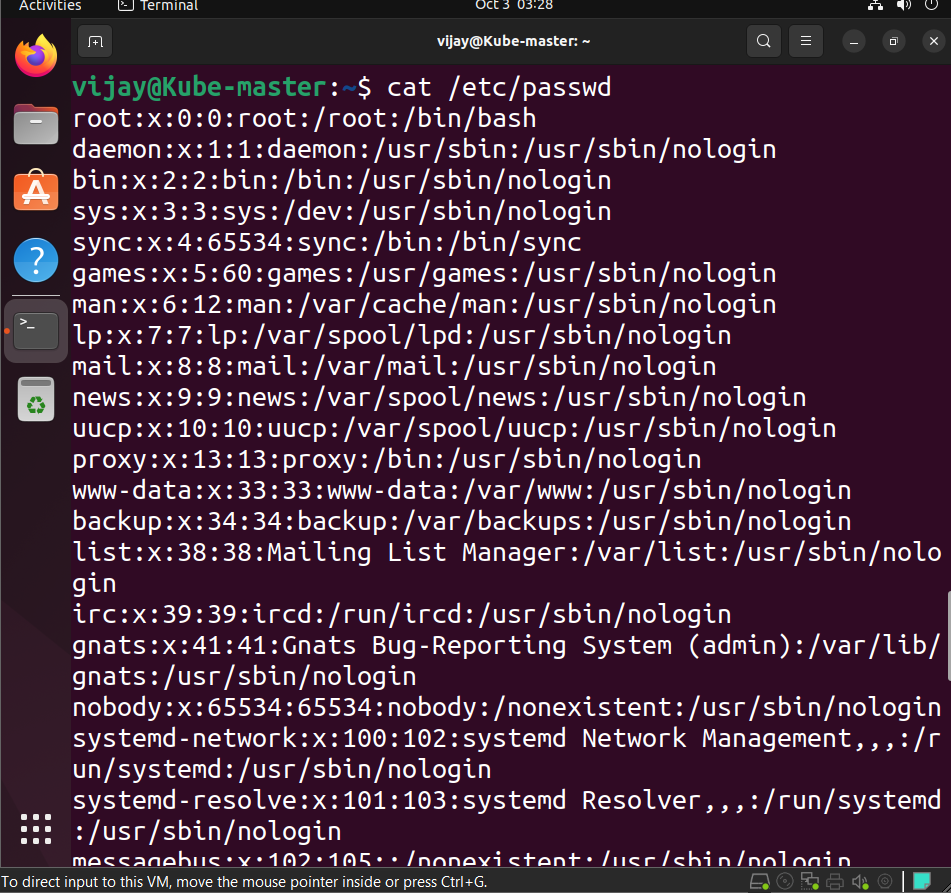 Activities Terminal Oct 3 03:28
vijay@Kube-master: ~
vijay@Kube-master:~$ cat /etc/passwd
root:x:0:0:root:/root:/bin/bash
daemon:x:1:1:daemon:/usr/sbin:/usr/sbin/nologin
bin:x:2:2:bin:/bin:/usr/sbin/nologin
sys:x:3:3:sys:/dev:/usr/sbin/nologin
sync:x:4:65534:sync:/bin:/bin/sync
games:x:5:60:games:/usr/games:/usr/sbin/nologin
man:x:6:12:man:/var/cache/man:/usr/sbin/nologin
lp:x:7:7:lp:/var/spool/lpd:/usr/sbin/nologin
mail:x:8:8:mail:/var/mail:/usr/sbin/nologin
news:x:9:9:news:/var/spool/news:/usr/sbin/nologin
uucp:x:10:10:uucp:/var/spool/uucp:/usr/sbin/nologin
proxy:x:13:13:proxy:/bin:/usr/sbin/nologin
www-data:x:33:33:www-data:/var/www:/usr/sbin/nologin
backup:x:34:34:backup:/var/backups:/usr/sbin/nologin
list:x:38:38:Mailing List Manager:/var/list:/usr/sbin/nolo
gin
irc:x:39:39:ircd:/run/ircd:/usr/sbin/nologin
gnats:x:41:41:Gnats Bug-Reporting System (admin):/var/lib/
gnats:/usr/sbin/nologin
nobody:x:65534:65534:nobody:/nonexistent:/usr/sbin/nologin
systemd-network:x:100:102:systemd Network Management,,,:/r
un/systemd:/usr/sbin/nologin
systemd-resolve:x:101:103:systemd Resolver,,,:/run/systemd
:/usr/sbin/nologin
messagebus:x:102:105::/nonexistent:/usr/sbin/nologin
To direct input to this VM, move the mouse pointer inside or press Ctrl+G.